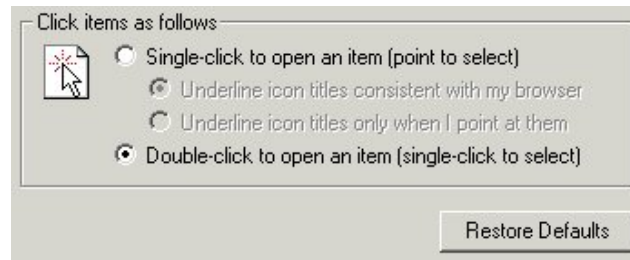 Click items as follows
Single-click to open an item (point to select)
Underline icon titles consistent with my browser
Underline icon titles only when I point at them
Double-click to open an item (single-click to select)
Restore Defaults